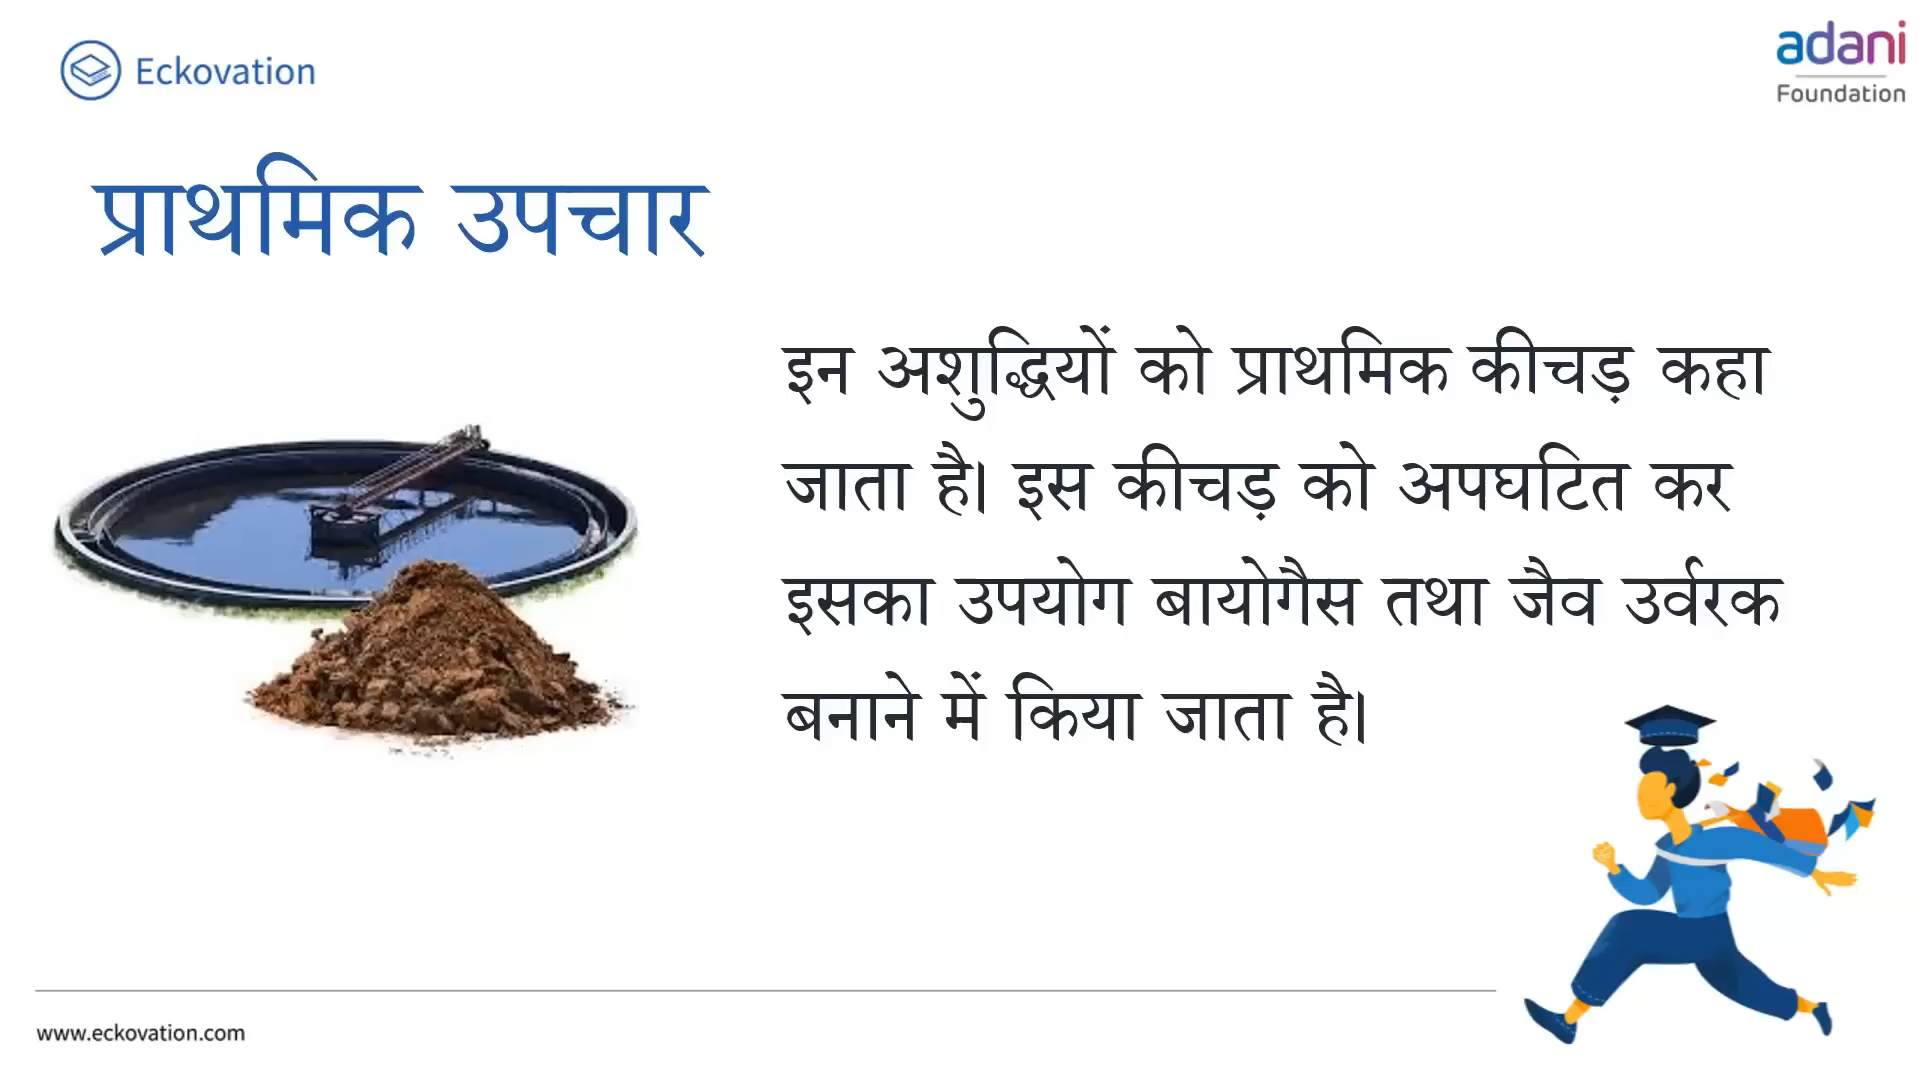 Eckovation
adani
Foundation
प्राथमिक उपचार
इन अशुद्धियों को प्राथमिक कीचड़ कहा
जाता है। इस कीचड़ को अपघटित कर
इसका उपयोग बायोगैस तथा जैव उर्वरक
बनाने में किया जाता है।
www.eckovation.com